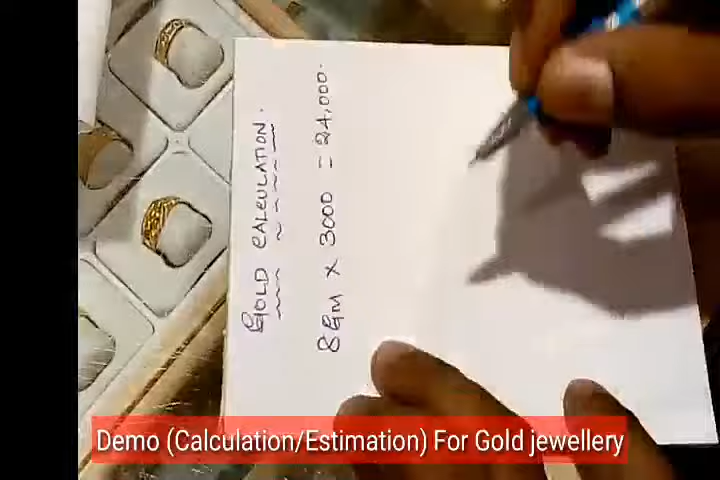 GOLD CALCULATION.
8GM X 3000 = 24,000.
Demo (Calculation/Estimation) For Gold jewellery